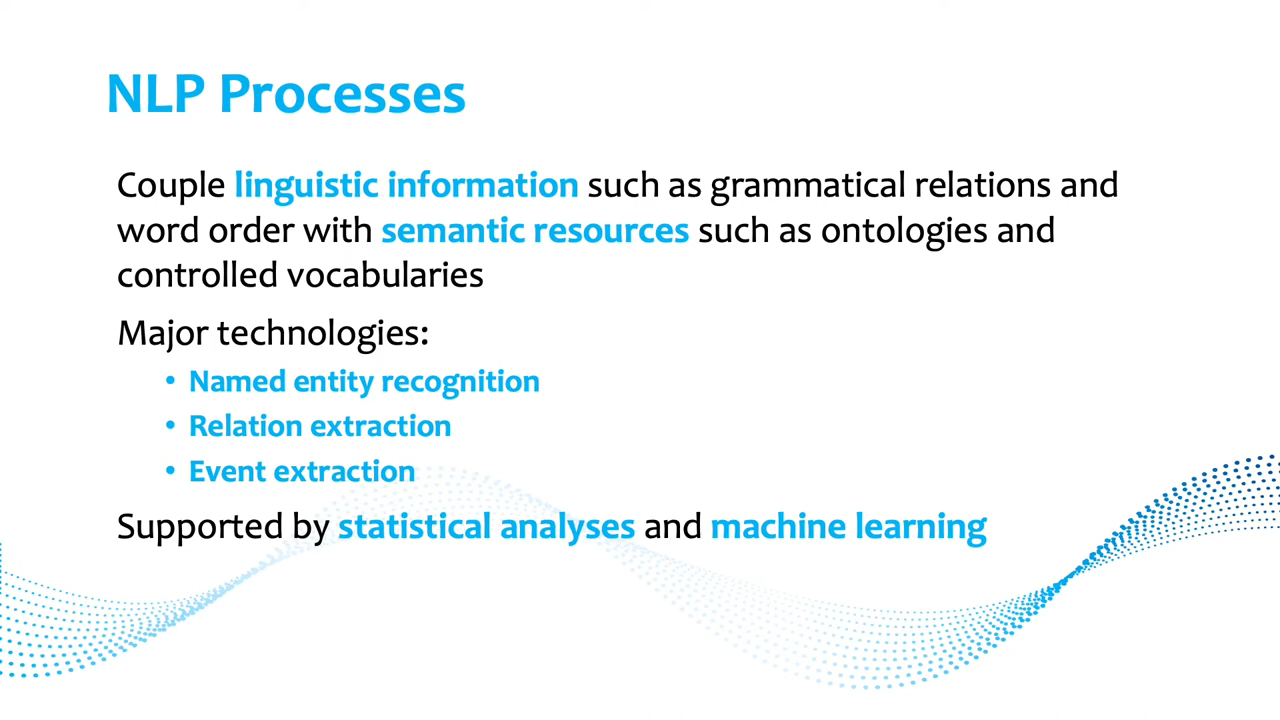 NLP Processes
Couple linguistic information such as grammatical relations and
word order with semantic resources such as ontologies and
controlled vocabularies
Major technologies:
• Named entity recognition
• Relation extraction
• Event extraction
Supported by statistical analyses and machine learning